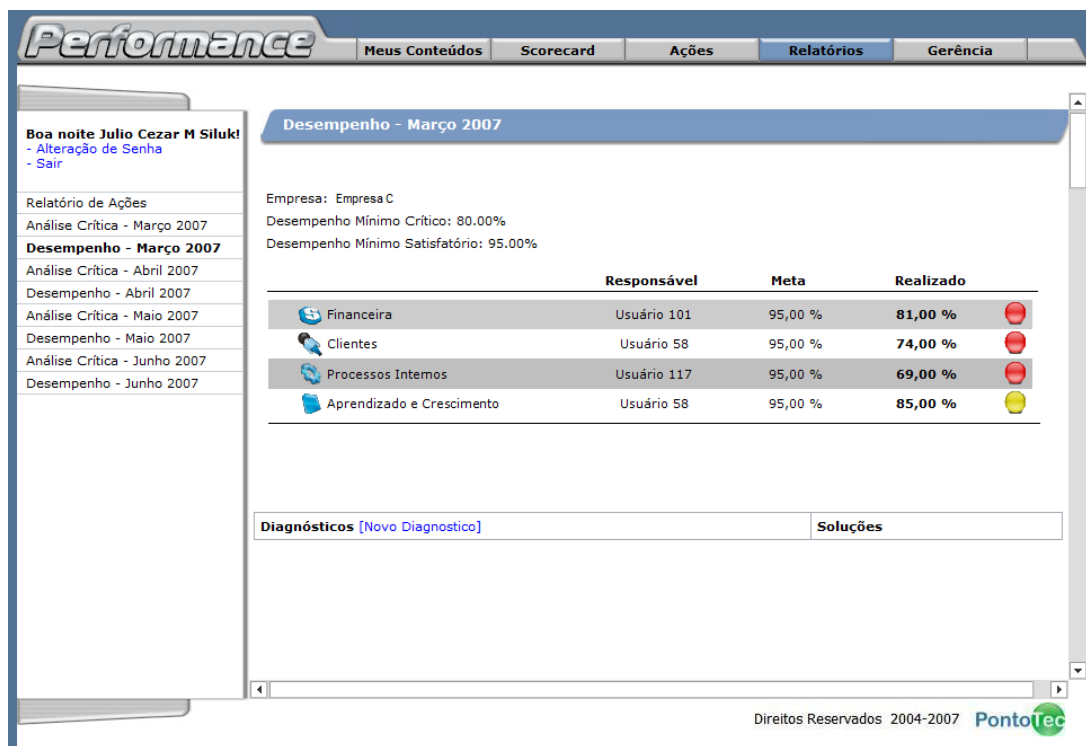 Performance
Meus Conteúdos Scorecard Ações Relatórios Gerência
Boa noite Julio Cezar M Siluk!
- Alteração de Senha
- Sair
Relatório de Ações
Análise Crítica - Março 2007
Desempenho - Março 2007
Análise Crítica - Abril 2007
Desempenho - Abril 2007
Análise Crítica - Maio 2007
Desempenho - Maio 2007
Análise Crítica - Junho 2007
Desempenho - Junho 2007
Desempenho - Março 2007
Empresa: Empresa C
Desempenho Mínimo Crítico: 80.00%
Desempenho Mínimo Satisfatório: 95.00%
Responsável Meta Realizado
Financeira Usuário 101 95,00 % 81,00 %
Clientes Usuário 58 95,00 % 74,00 %
Processos Internos Usuário 117 95,00 % 69,00 %
Aprendizado e Crescimento Usuário 58 95,00 % 85,00 %
Diagnósticos [Novo Diagnostico] Soluções
Direitos Reservados 2004-2007 PontoTec